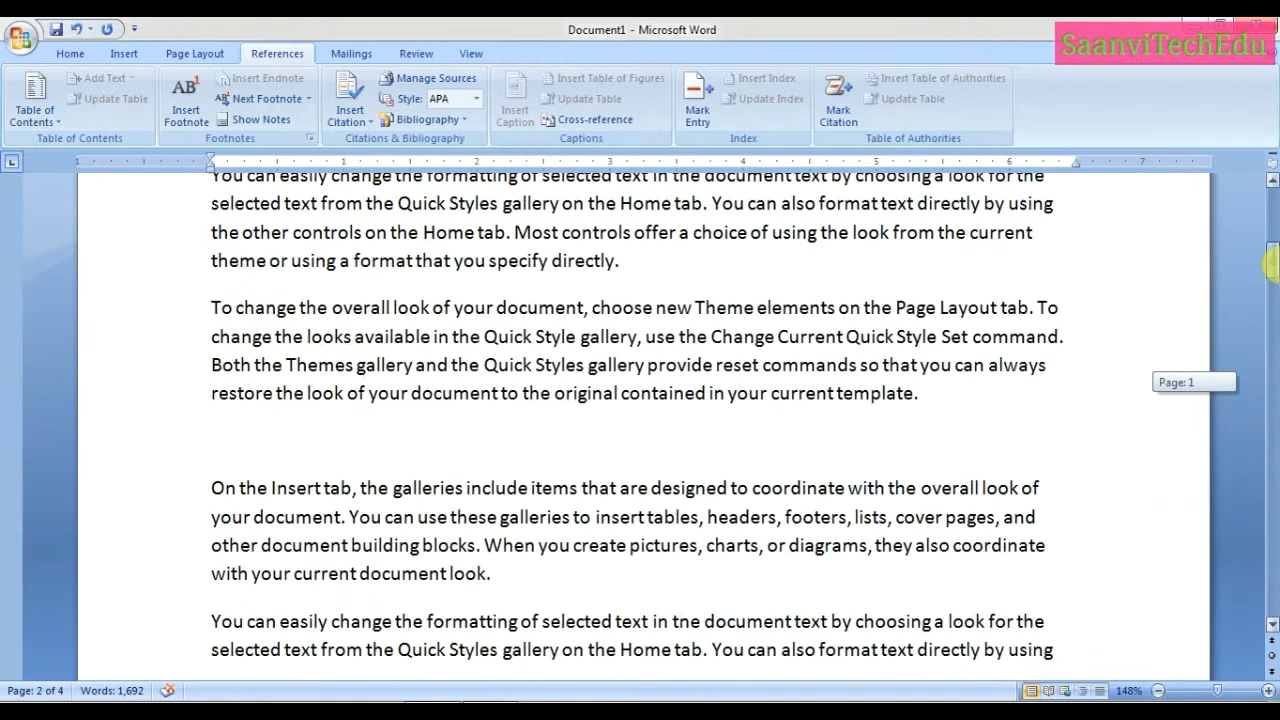 Document1 - Microsoft Word
SaanviTechEdu
Home Insert Page Layout References Mailings Review View
Table of Contents
Add Text
Update Table
Table of Contents
AB¹
Insert Footnote
Insert Endnote
Next Footnote
Show Notes
Footnotes
Insert Citation
Manage Sources
Style: APA
Bibliography
Citations & Bibliography
Insert Caption
Insert Table of Figures
Update Table
Cross-reference
Captions
Mark Entry
Insert Index
Update Index
Index
Mark Citation
Insert Table of Authorities
Update Table
Table of Authorities
1 1 2 3 4 5 6 7
You can easily change the formatting of selected text in the document text by choosing a look for the
selected text from the Quick Styles gallery on the Home tab. You can also format text directly by using
the other controls on the Home tab. Most controls offer a choice of using the look from the current
theme or using a format that you specify directly.
To change the overall look of your document, choose new Theme elements on the Page Layout tab. To
change the looks available in the Quick Style gallery, use the Change Current Quick Style Set command.
Both the Themes gallery and the Quick Styles gallery provide reset commands so that you can always
restore the look of your document to the original contained in your current template.
Page: 1
On the Insert tab, the galleries include items that are designed to coordinate with the overall look of
your document. You can use these galleries to insert tables, headers, footers, lists, cover pages, and
other document building blocks. When you create pictures, charts, or diagrams, they also coordinate
with your current document look.
You can easily change the formatting of selected text in the document text by choosing a look for the
selected text from the Quick Styles gallery on the Home tab. You can also format text directly by using
Page: 2 of 4 Words: 1,692 148%